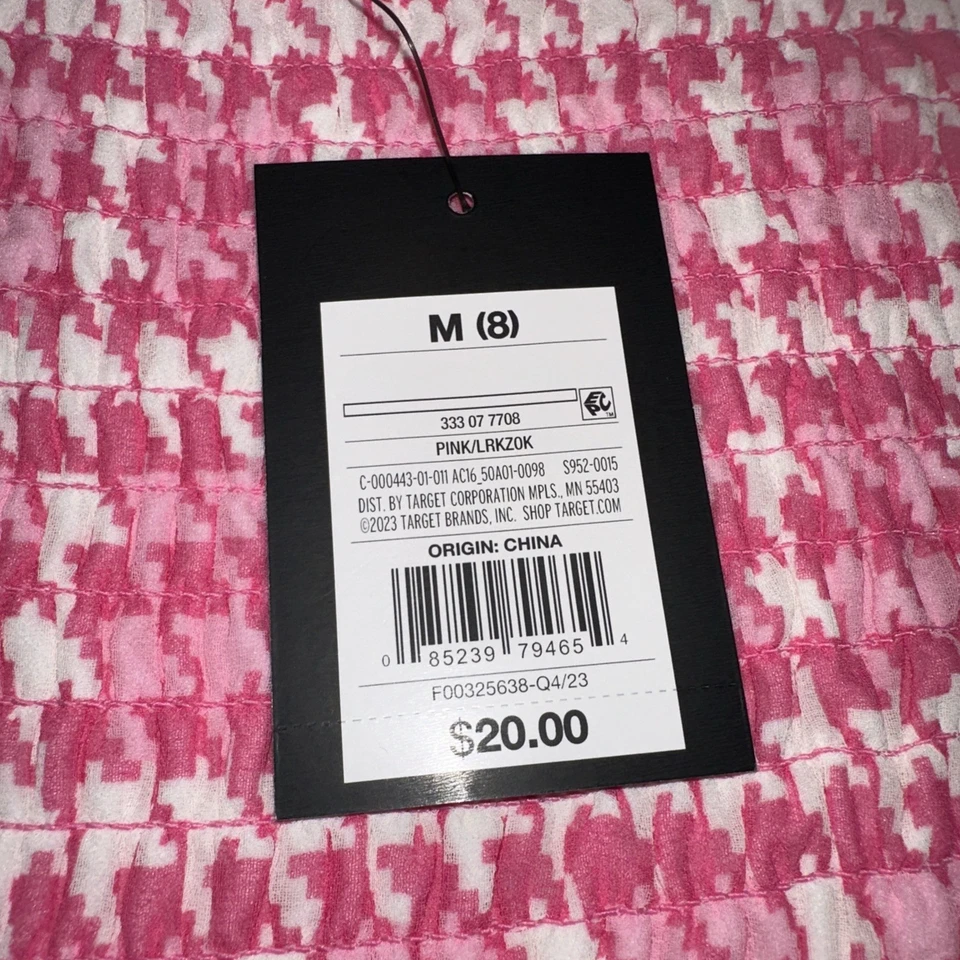 M (8)
EPC™
333 07 7708
PINK/LRKZ0K
C-000443-01-011 AC16_50A01-0098 S952-0015
DIST. BY TARGET CORPORATION MPLS., MN 55403
©2023 TARGET BRANDS, INC. SHOP TARGET.COM
ORIGIN: CHINA
0 85239 79465 4
F00325638-Q4/23
$20.00